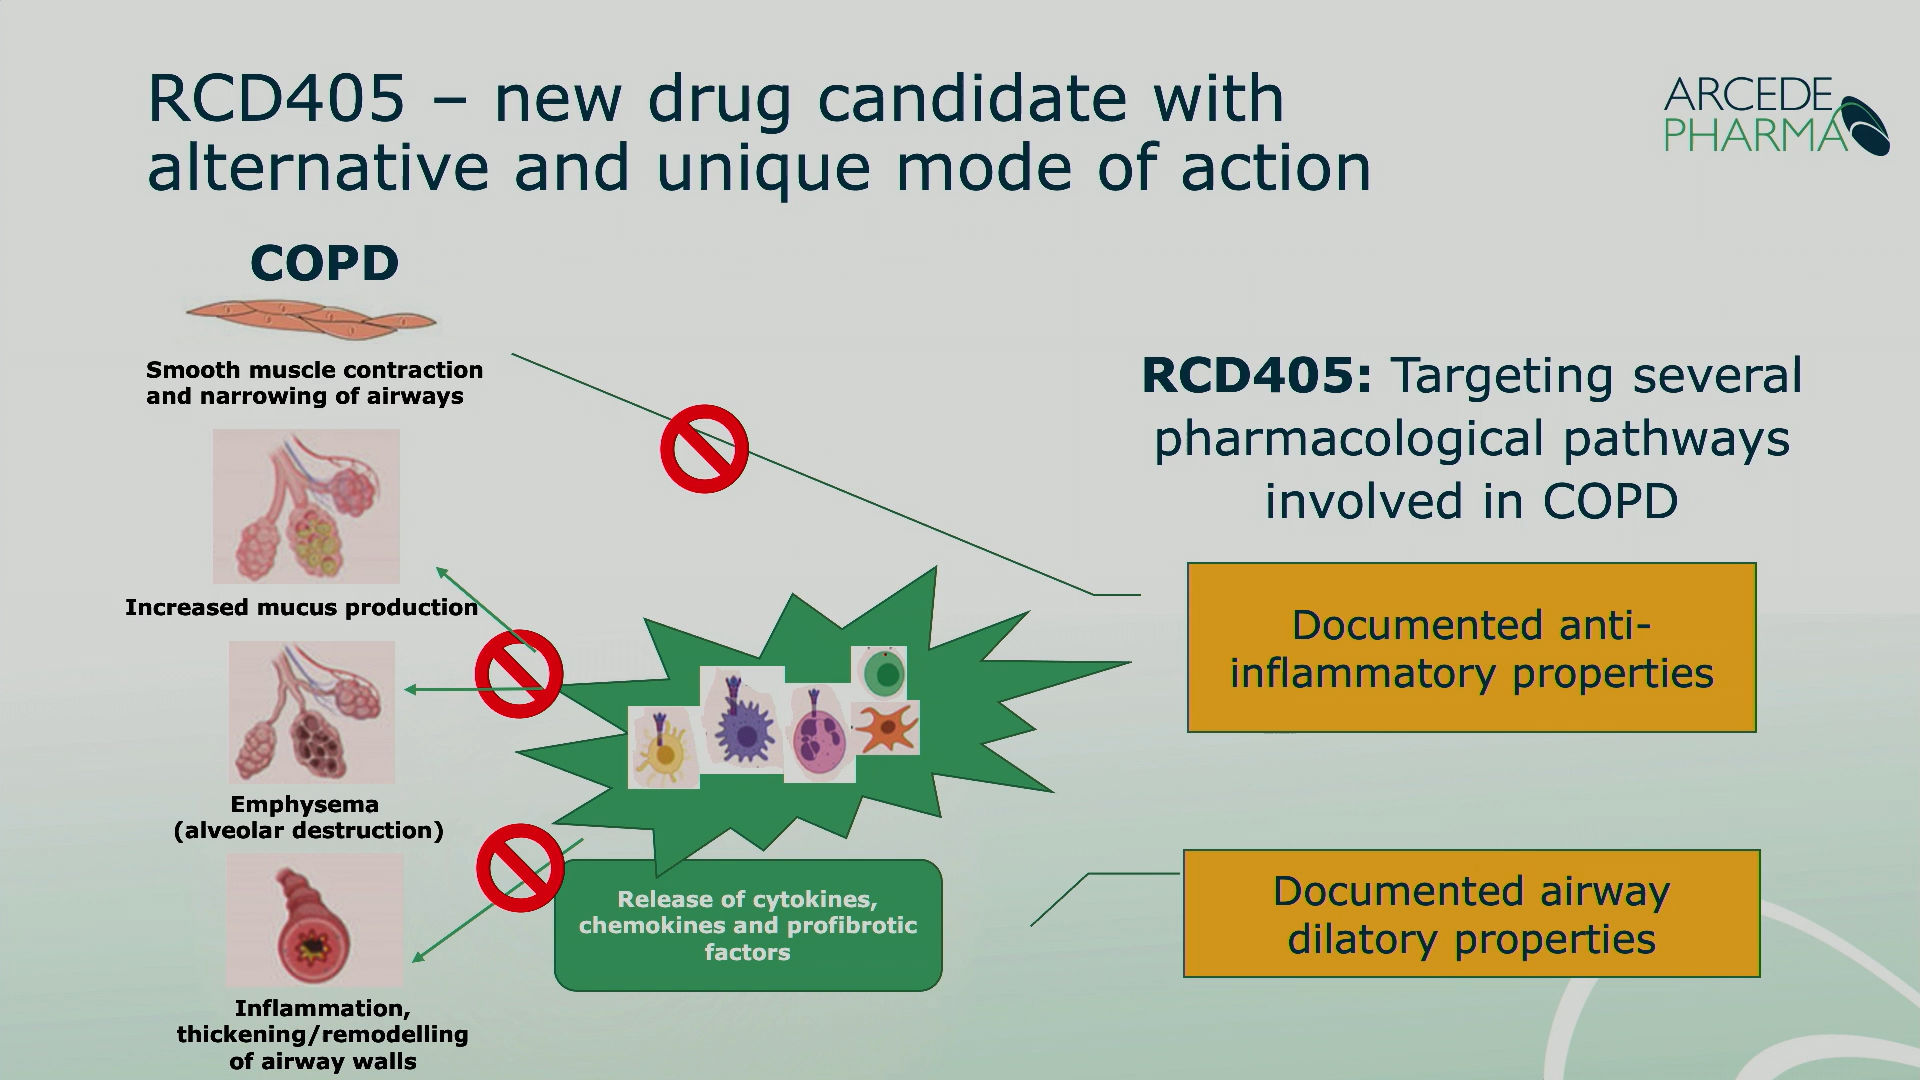 RCD405 – new drug candidate with
alternative and unique mode of action
ARCEDE
PHARMA
COPD
Smooth muscle contraction
and narrowing of airways
Increased mucus production
Emphysema
(alveolar destruction)
Inflammation,
thickening/remodelling
of airway walls
Release of cytokines,
chemokines and profibrotic
factors
RCD405: Targeting several
pharmacological pathways
involved in COPD
Documented anti-
inflammatory properties
Documented airway
dilatory properties